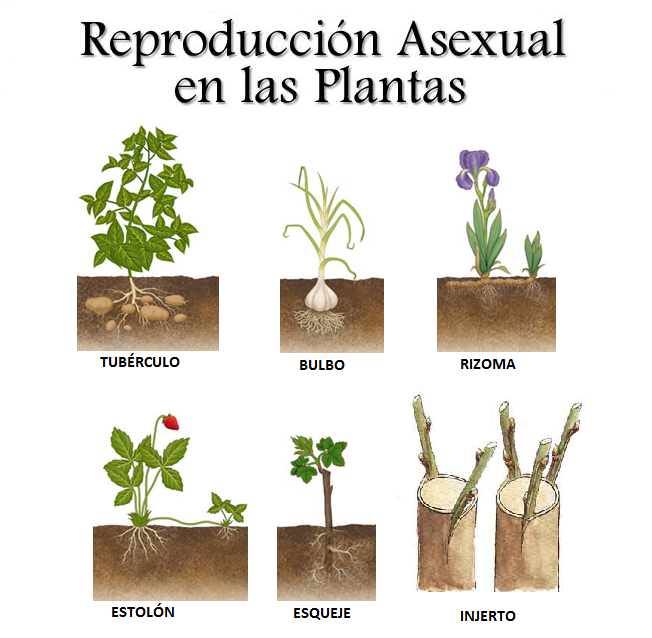 Reproducción Asexual
en las Plantas
TUBÉRCULO
BULBO
RIZOMA
ESTOLÓN
ESQUEJE
INJERTO